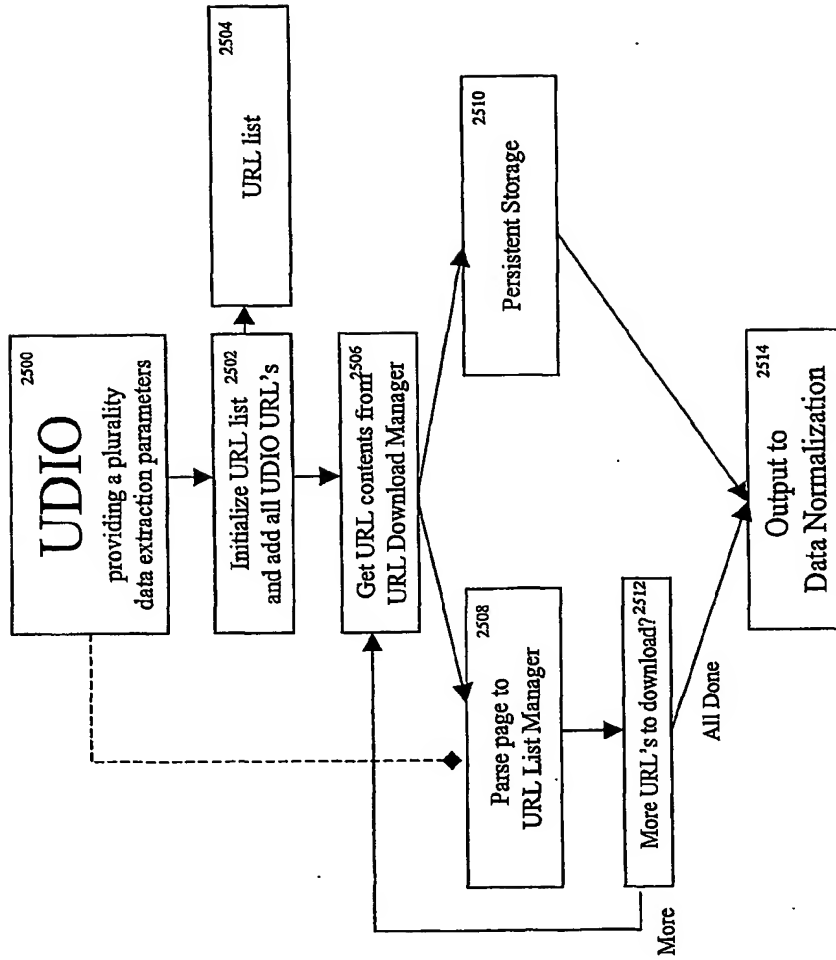 2500
UDIO
providing a plurality
data extraction parameters
2502
Initialize URL list
and add all UDIO URL's
2504
URL list
2506
Get URL contents from
URL Download Manager
2508
Parse page to
URL List Manager
2510
Persistent Storage
More URL's to download?
2512
More
All Done
2514
Output to
Data Normalization